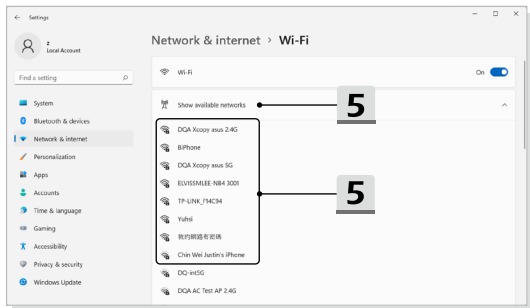 Settings
z
Local Account
Find a setting
System
Bluetooth & devices
Network & internet
Personalization
Apps
Accounts
Time & language
Gaming
Accessibility
Privacy & security
Windows Update
Network & internet > Wi-Fi
Wi-Fi
On
Show available networks
5
DQA Xcopy asus 2.4G
BiPhone
DQA Xcopy asus 5G
ELVISSMLEE-NB4 3001
5
TP-LINK_F14C94
Yuhsi
我的網路有密碼
Chin Wei Justin's iPhone
DQ-int5G
DQA AC Test AP 2.4G